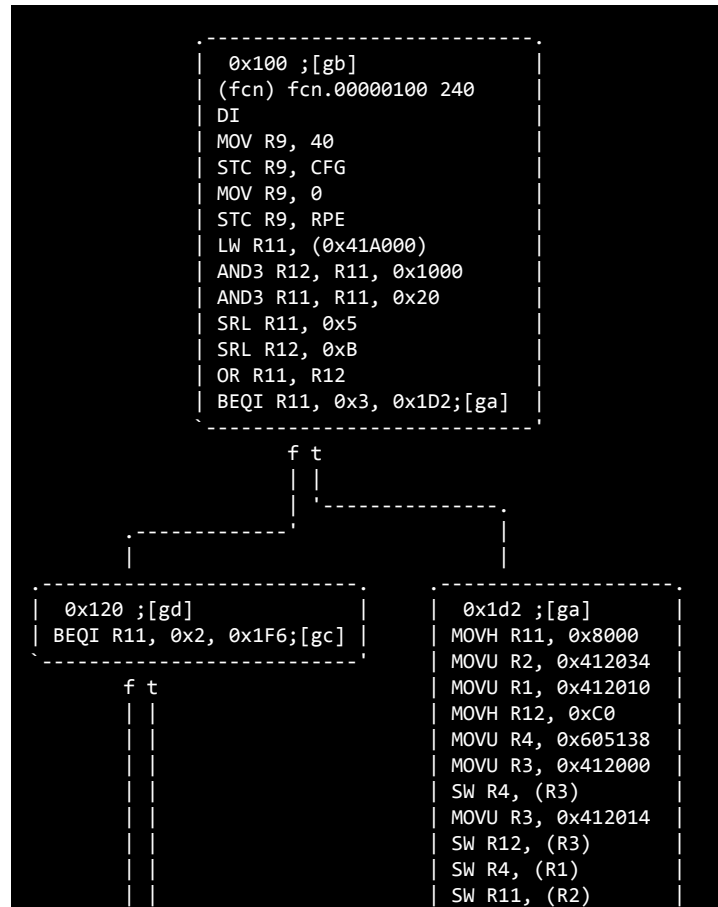 0x100 ;[gb]
(fcn) fcn.00000100 240
DI
MOV R9, 40
STC R9, CFG
MOV R9, 0
STC R9, RPE
LW R11, (0x41A000)
AND3 R12, R11, 0x1000
AND3 R11, R11, 0x20
SRL R11, 0x5
SRL R12, 0xB
OR R11, R12
BEQI R11, 0x3, 0x1D2;[ga]
f t
0x120 ;[gd]
BEQI R11, 0x2, 0x1F6;[gc]
f t
0x1d2 ;[ga]
MOVH R11, 0x8000
MOVU R2, 0x412034
MOVU R1, 0x412010
MOVH R12, 0xC0
MOVU R4, 0x605138
MOVU R3, 0x412000
SW R4, (R3)
MOVU R3, 0x412014
SW R12, (R3)
SW R4, (R1)
SW R11, (R2)